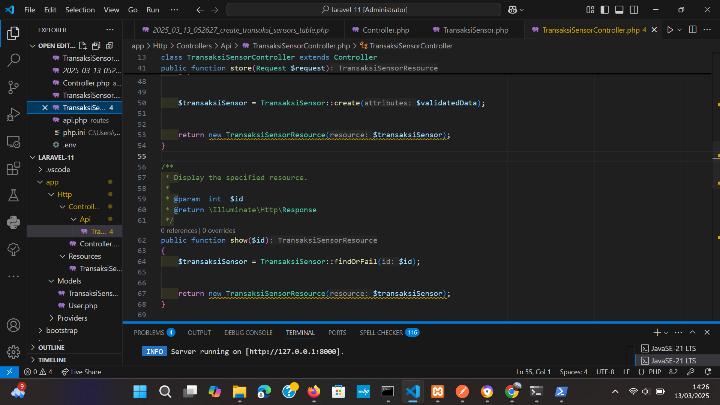 File Edit Selection View Go Run ··· laravel 11 [Administrator]
EXPLORER
2025_03_13_052627_create_transaksi_sensors_table.php Controller.php TransaksiSensor.php TransaksiSensorController.php 4
OPEN EDIT...
app > Http > Controllers > Api > TransaksiSensorController.php > TransaksiSensorController
TransaksiSensor...
2025_03_13_052...
Controller.php a...
TransaksiSensor...
TransaksiSe... 4
api.php routes
php.ini C:\Users\...
.env
LARAVEL-11
.vscode
app
Http
Controll...
Api
Tra... 4
Controller...
Resources
TransaksiSe...
Models
TransaksiSens...
User.php
Providers
bootstrap
OUTLINE
TIMELINE
13 class TransaksiSensorController extends Controller
41 public function store(Request $request): TransaksiSensorResource
48
49
50 $transaksiSensor = TransaksiSensor::create(attributes: $validatedData);
51
52
53 return new TransaksiSensorResource(resource: $transaksiSensor);
54 }
55
56 /**
57 * Display the specified resource.
58 *
59 * @param int $id
60 * @return \Illuminate\Http\Response
61 */
0 references | 0 overrides
62 public function show($id): TransaksiSensorResource
63 {
64 $transaksiSensor = TransaksiSensor::findOrFail(id: $id);
65
66
67 return new TransaksiSensorResource(resource: $transaksiSensor);
68 }
69
PROBLEMS 4 OUTPUT DEBUG CONSOLE TERMINAL PORTS SPELL CHECKER 116
INFO Server running on [http://127.0.0.1:8000].
JavaSE-21 LTS
JavaSE-21 LTS
0 4 Live Share Ln 55, Col 1 Spaces: 4 UTF-8 LF {} PHP 8.2
14:26
13/03/2025